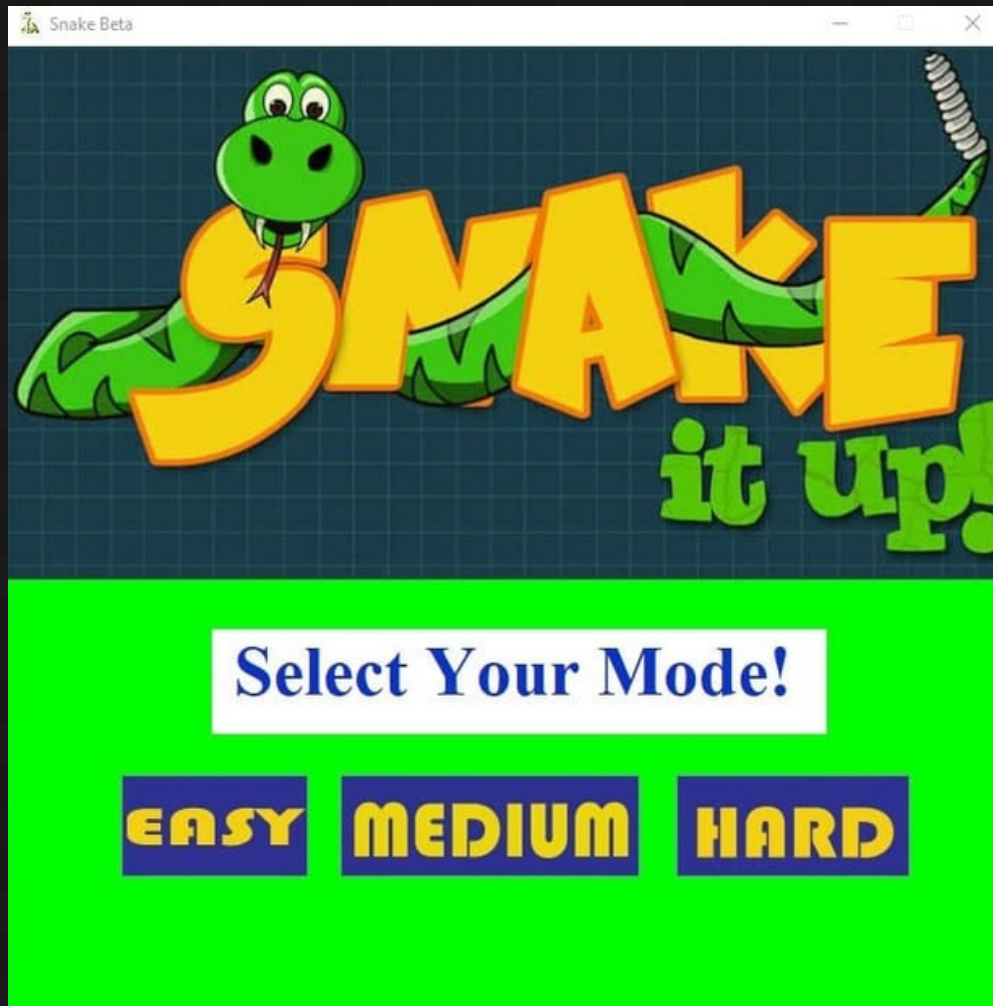 Snake Beta
SNAKE
it up!
Select Your Mode!
EASY MEDIUM HARD